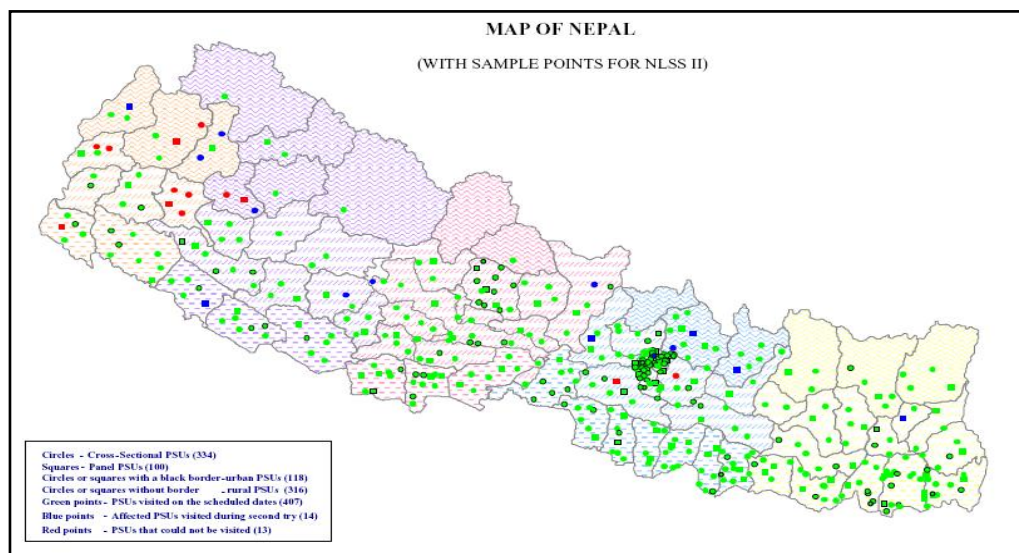 MAP OF NEPAL
(WITH SAMPLE POINTS FOR NLSS II)
Circles - Cross-Sectional PSUs (334)
Squares - Panel PSUs (100)
Circles or squares with a black border-urban PSUs (118)
Circles or squares without border - rural PSUs (316)
Green points - PSUs visited on the scheduled dates (407)
Blue points - Affected PSUs visited during second try (14)
Red points - PSUs that could not be visited (13)